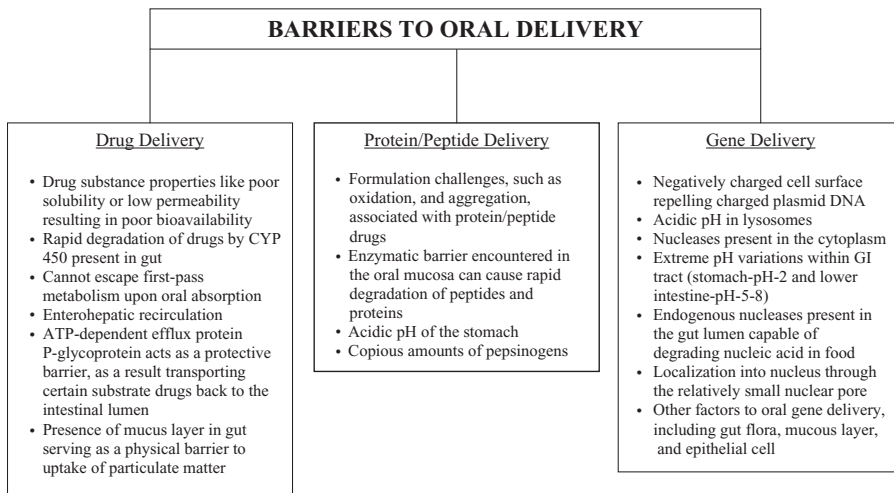 BARRIERS TO ORAL DELIVERY
Drug Delivery
• Drug substance properties like poor
solubility or low permeability
resulting in poor bioavailability
• Rapid degradation of drugs by CYP
450 present in gut
• Cannot escape first-pass
metabolism upon oral absorption
• Enterohepatic recirculation
• ATP-dependent efflux protein
P-glycoprotein acts as a protective
barrier, as a result transporting
certain substrate drugs back to the
intestinal lumen
• Presence of mucus layer in gut
serving as a physical barrier to
uptake of particulate matter
Protein/Peptide Delivery
• Formulation challenges, such as
oxidation, and aggregation,
associated with protein/peptide
drugs
• Enzymatic barrier encountered in
the oral mucosa can cause rapid
degradation of peptides and
proteins
• Acidic pH of the stomach
• Copious amounts of pepsinogens
Gene Delivery
• Negatively charged cell surface
repelling charged plasmid DNA
• Acidic pH in lysosomes
• Nucleases present in the cytoplasm
• Extreme pH variations within GI
tract (stomach-pH-2 and lower
intestine-pH-5-8)
• Endogenous nucleases present in
the gut lumen capable of
degrading nucleic acid in food
• Localization into nucleus through
the relatively small nuclear pore
• Other factors to oral gene delivery,
including gut flora, mucous layer,
and epithelial cell